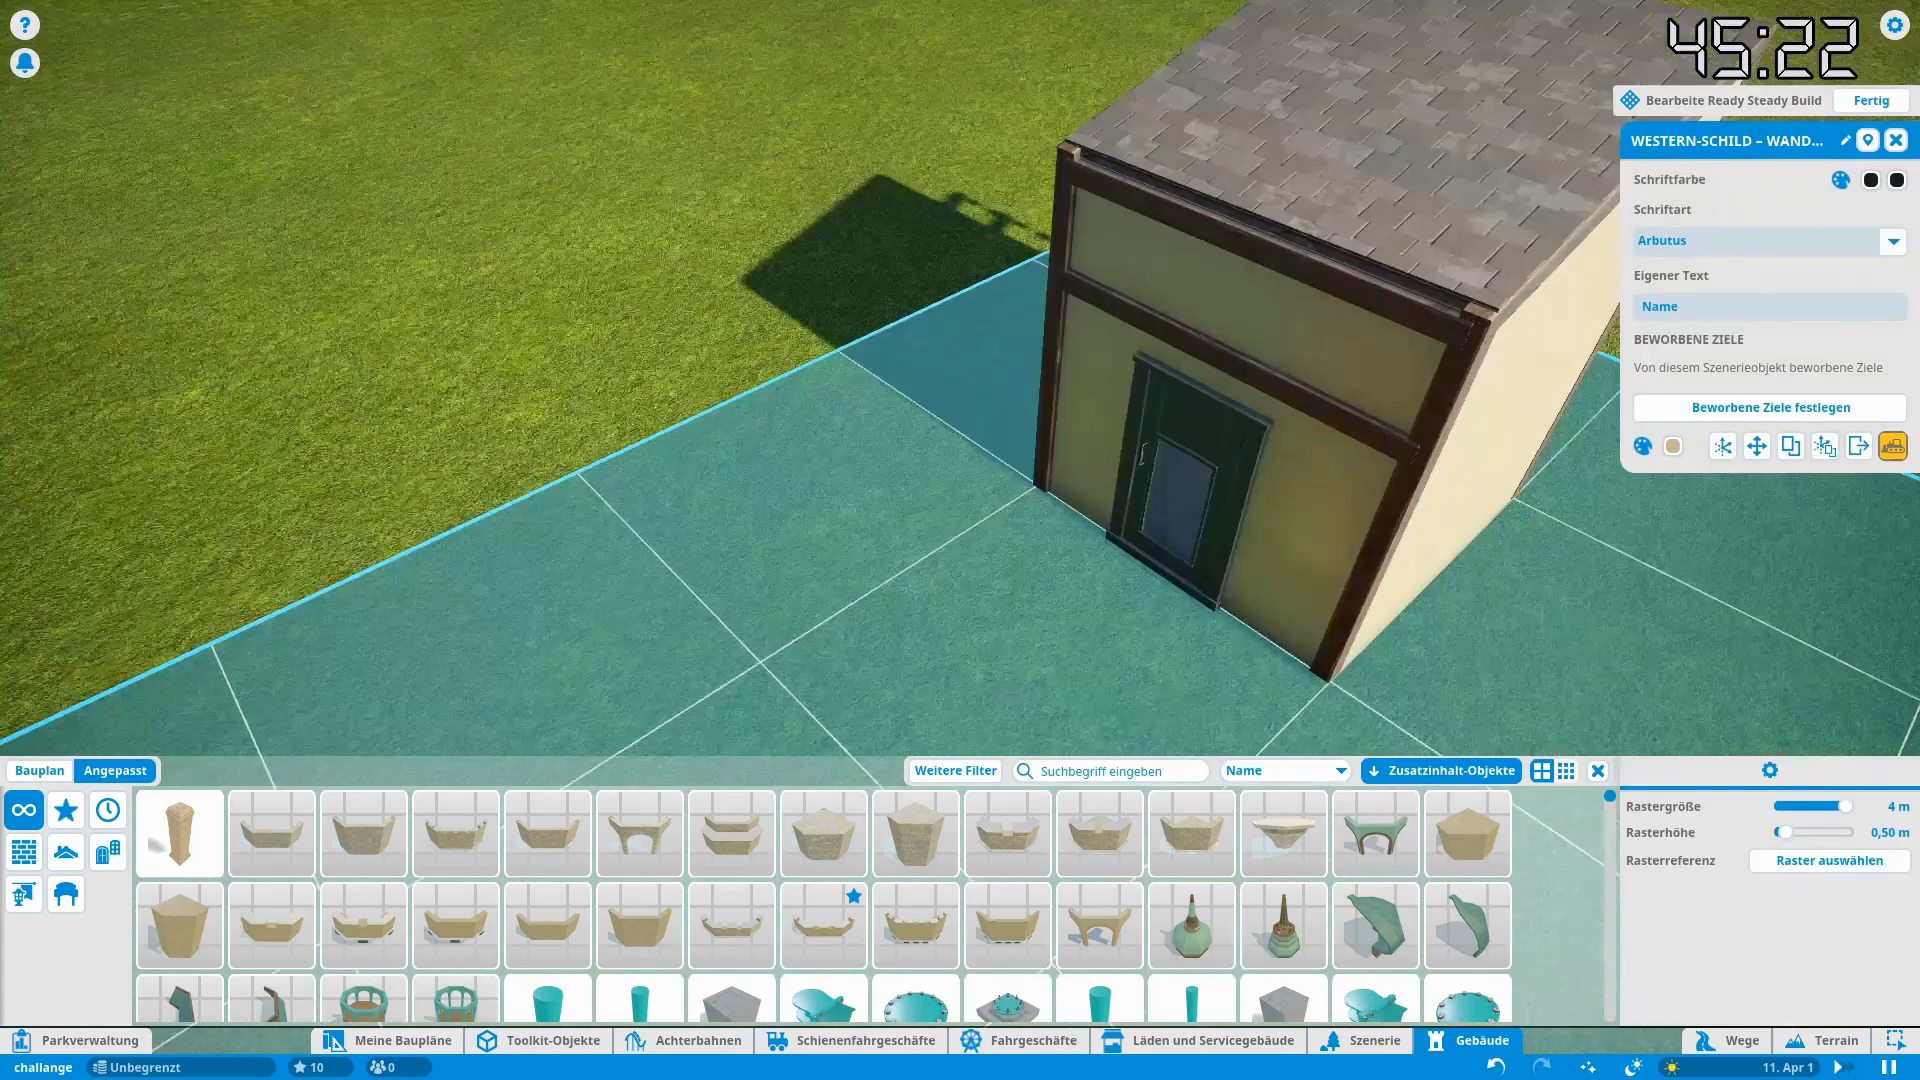 45:22
Bearbeite Ready Steady Build
Fertig
WESTERN-SCHILD – WAND...
Schriftfarbe
Schriftart
Arbutus
Eigener Text
Name
BEWORBENE ZIELE
Von diesem Szenerieobjekt beworbene Ziele
Beworbene Ziele festlegen
Bauplan
Angepasst
Weitere Filter
Suchbegriff eingeben
Name
Zusatzinhalt-Objekte
Rastergröße
4 m
Rasterhöhe
0,50 m
Rasterreferenz
Raster auswählen
Parkverwaltung
Meine Baupläne
Toolkit-Objekte
Achterbahnen
Schienenfahrgeschäfte
Fahrgeschäfte
Läden und Servicegebäude
Szenerie
Gebäude
Wege
Terrain
challange
Unbegrenzt
10
0
11. Apr 1